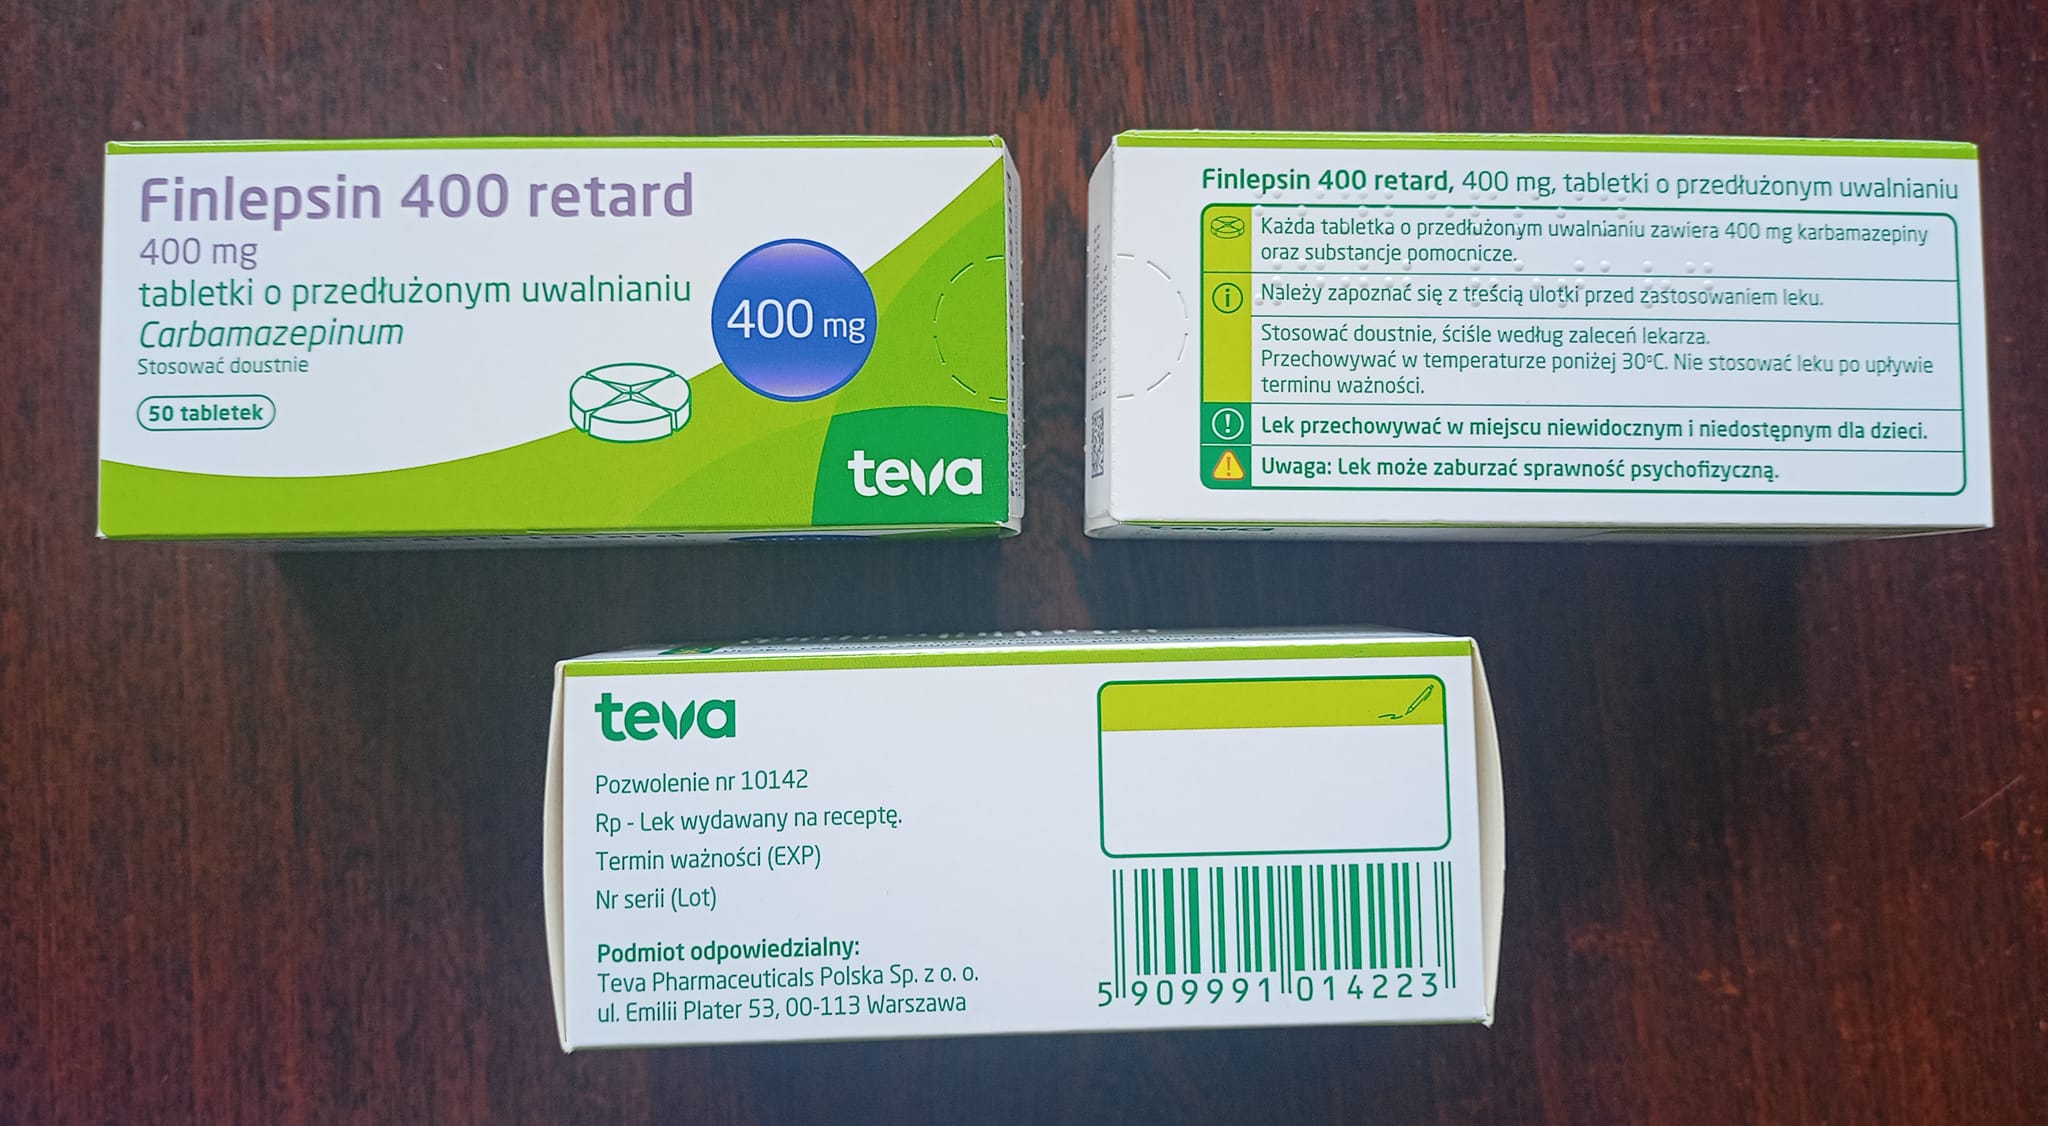 Finlepsin 400 retard
400 mg
tabletki o przedłużonym uwalnianiu
Carbamazepinum
Stosować doustnie
50 tabletek
400 mg
teva
Finlepsin 400 retard, 400 mg, tabletki o przedłużonym uwalnianiu
Każda tabletka o przedłużonym uwalnianiu zawiera 400 mg karbamazepiny
oraz substancje pomocnicze.
Należy zapoznać się z treścią ulotki przed zastosowaniem leku.
Stosować doustnie, ściśle według zaleceń lekarza.
Przechowywać w temperaturze poniżej 30°C. Nie stosować leku po upływie
terminu ważności.
Lek przechowywać w miejscu niewidocznym i niedostępnym dla dzieci.
Uwaga: Lek może zaburzać sprawność psychofizyczną.
teva
Pozwolenie nr 10142
Rp - Lek wydawany na receptę.
Termin ważności (EXP)
Nr serii (Lot)
Podmiot odpowiedzialny:
Teva Pharmaceuticals Polska Sp. z o. o.
ul. Emilii Plater 53, 00-113 Warszawa
5 909991 014223